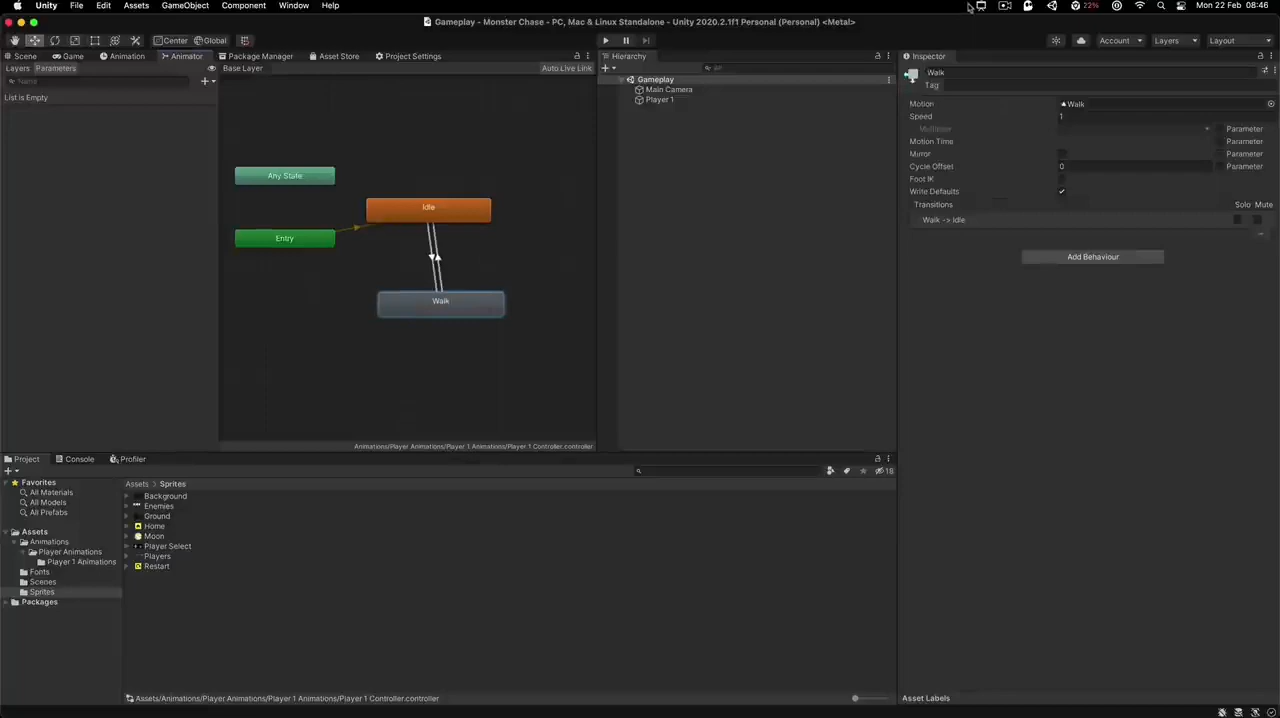 Unity File Edit Assets GameObject Component Window Help 22% Mon 22 Feb 08:46
Gameplay - Monster Chase - PC, Mac & Linux Standalone - Unity 2020.2.1f1 Personal (Personal) <Metal>
Center Global Account Layers Layout
Scene Game Animation Animator Package Manager Asset Store Project Settings Hierarchy Inspector
Layers Parameters Base Layer Auto Live Link All
Name
List is Empty
Any State
Idle
Entry
Walk
Animations/Player Animations/Player 1 Animations/Player 1 Controller.controller
Gameplay
Main Camera
Player 1
Walk
Tag
Motion Walk
Speed 1
Multiplier Parameter
Motion Time Parameter
Mirror Parameter
Cycle Offset 0 Parameter
Foot IK
Write Defaults
Transitions Solo Mute
Walk -> Idle
Add Behaviour
Project Console Profiler
18
Favorites
All Materials
All Models
All Prefabs
Assets
Animations
Player Animations
Player 1 Animations
Fonts
Scenes
Sprites
Packages
Assets > Sprites
Background
Enemies
Ground
Home
Moon
Player Select
Players
Restart
Assets/Animations/Player Animations/Player 1 Animations/Player 1 Controller.controller
Asset Labels